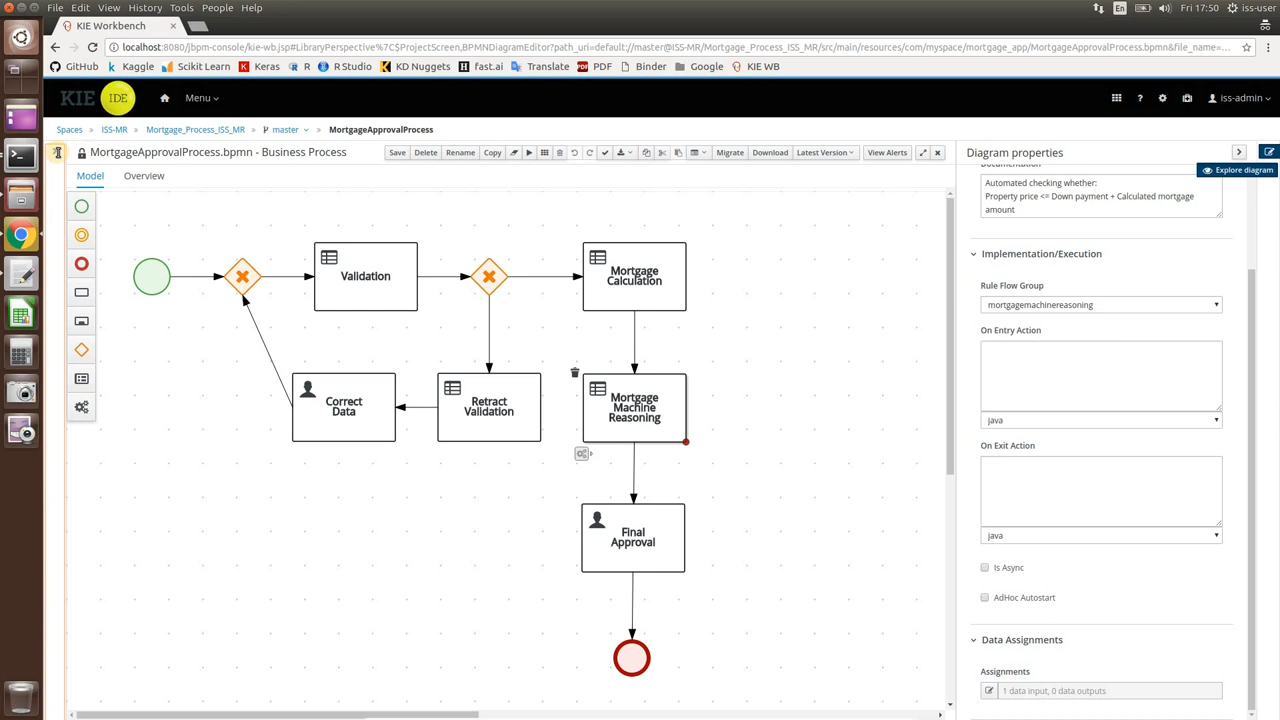 File Edit View History Tools People Help
En
Fri 17:50
iss-user
KIE Workbench
localhost:8080/jbpm-console/kie-wb.jsp#LibraryPerspective%7C$ProjectScreen,BPMNDiagramEditor?path_uri=default://master@ISS-MR/Mortgage_Process_ISS_MR/src/main/resources/com/myspace/mortgage_app/MortgageApprovalProcess.bpmn&file_name=...
GitHub Kaggle Scikit Learn Keras R R Studio KD Nuggets fast.ai Translate PDF Binder Google KIE WB
KIE IDE Menu iss-admin
Spaces ISS-MR Mortgage_Process_ISS_MR master MortgageApprovalProcess
MortgageApprovalProcess.bpmn - Business Process
Save Delete Rename Copy Migrate Download Latest Version View Alerts
Model Overview
Validation
Mortgage
Calculation
Correct
Data
Retract
Validation
Mortgage
Machine
Reasoning
Final
Approval
Diagram properties
Explore diagram
Documentation
Automated checking whether:
Property price <= Down payment + Calculated mortgage
amount
Implementation/Execution
Rule Flow Group
mortgagemachinereasoning
On Entry Action
java
On Exit Action
java
Is Async
AdHoc Autostart
Data Assignments
Assignments
1 data input, 0 data outputs